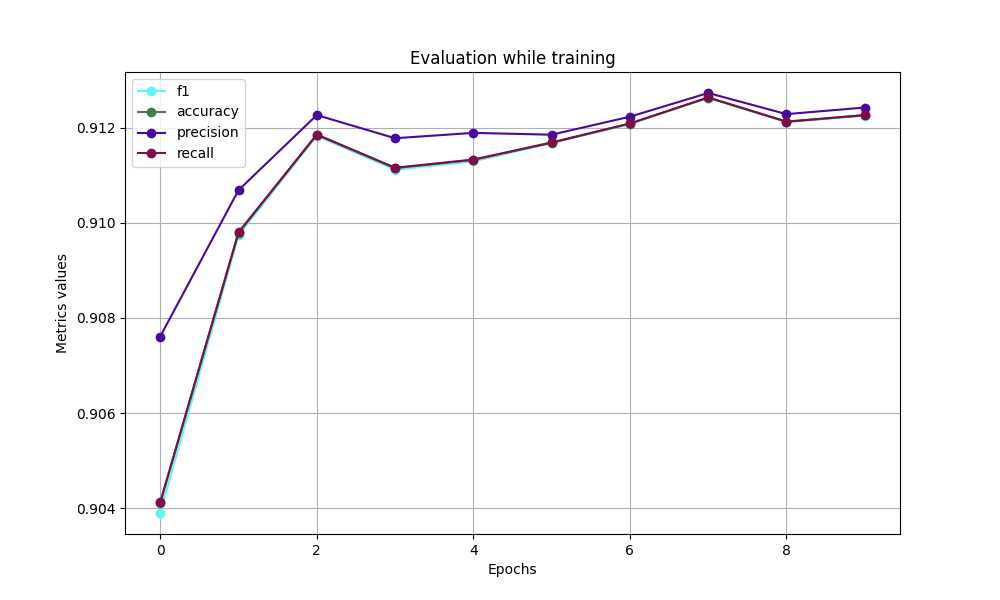 Evaluation while training
f1
accuracy
precision
recall
0.912
0.910
0.908
0.906
0.904
Metrics values
0 2 4 6 8
Epochs